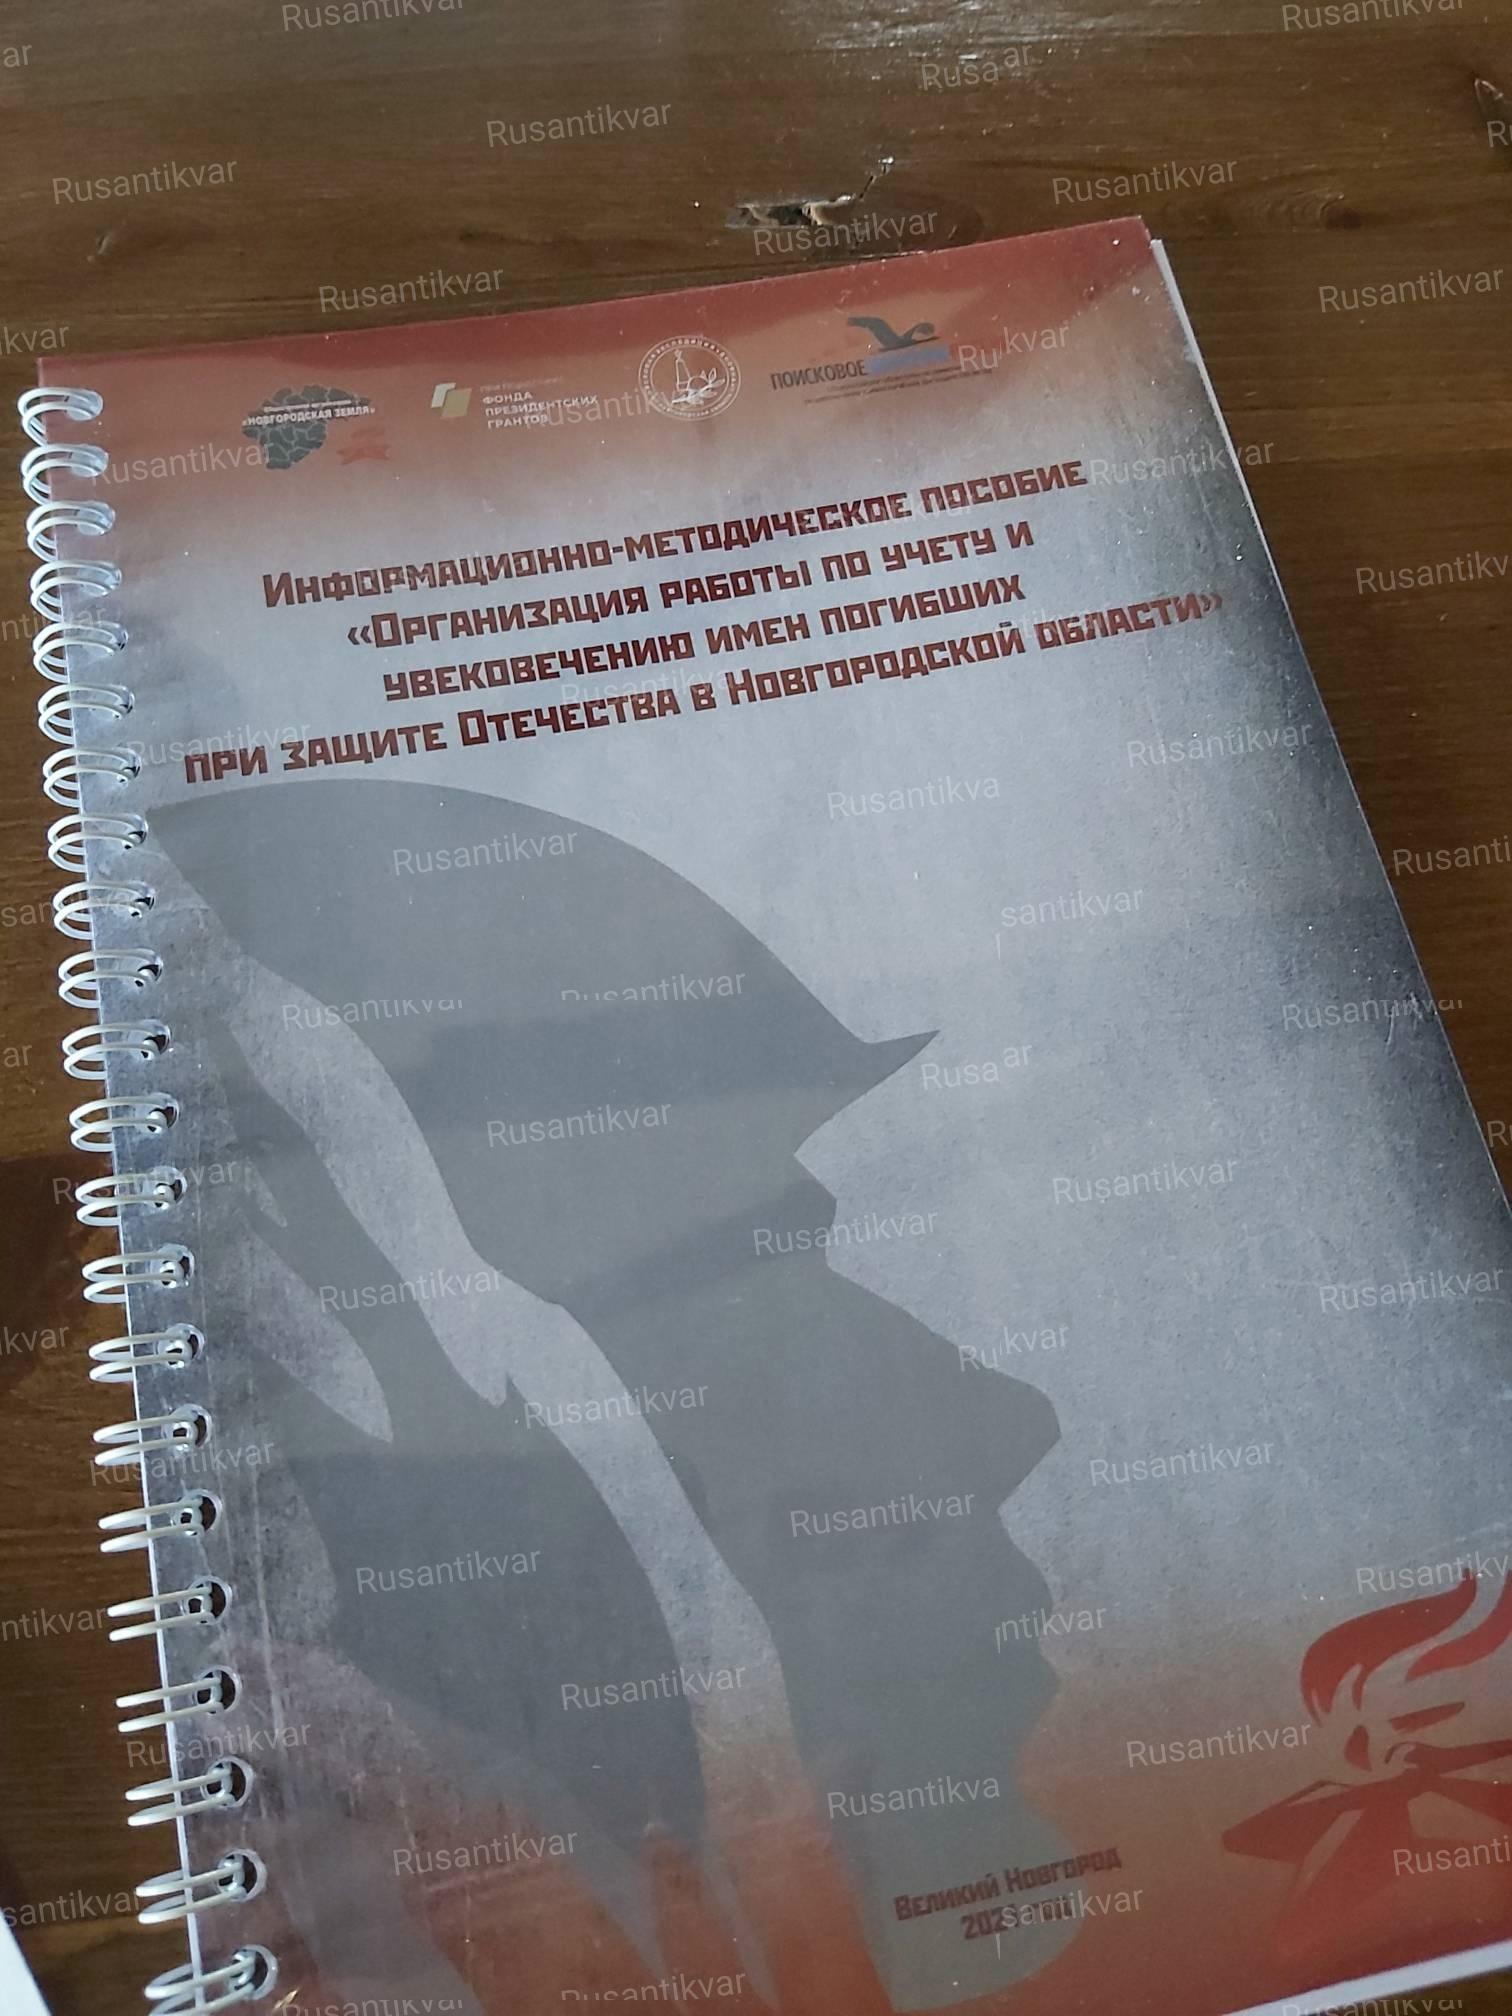 «НОВГОРОДСКАЯ ЗЕМЛЯ»
ФОНДА
ПРЕЗИДЕНТСКИХ
ГРАНТОВ
ПОИСКОВОЕ
Информационно-методическое пособие
«Организация работы по учету и
увековечению имен погибших
при защите Отечества в Новгородской области»
Великий Новгород
Rusantikvar